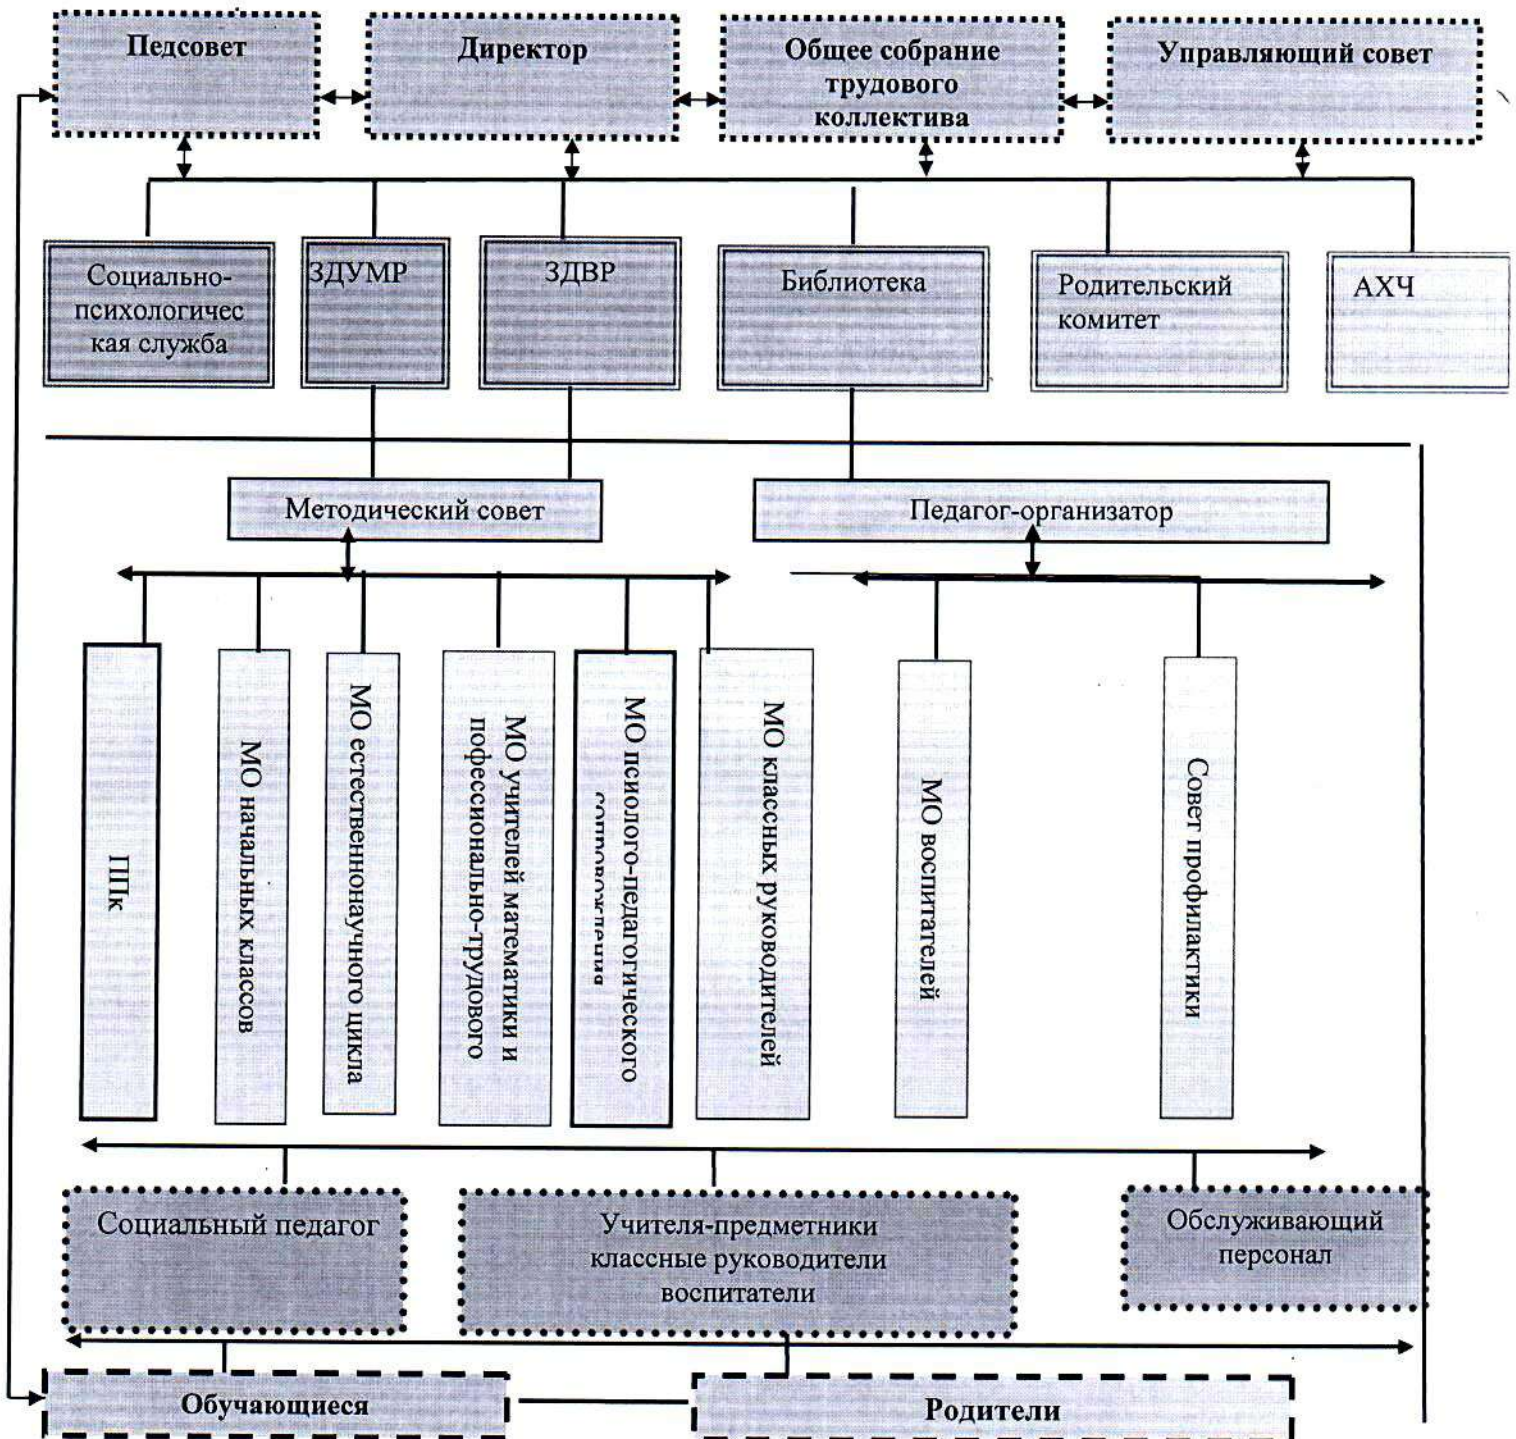 Педсовет
Директор
Общее собрание
трудового
коллектива
Управляющий совет
Социально-
психологичес
кая служба
ЗДУМР
ЗДВР
Библиотека
Родительский
комитет
АХЧ
Методический совет
Педагог-организатор
ППк
МО начальных классов
МО естественнонаучного цикла
МО учителей математики и
пофессионально-трудового
МО псиолого-педагогического
сопровождения
МО классных руководителей
МО воспитателей
Совет профилактики
Социальный педагог
Учителя-предметники
классные руководители
воспитатели
Обслуживающий
персонал
Обучающиеся
Родители